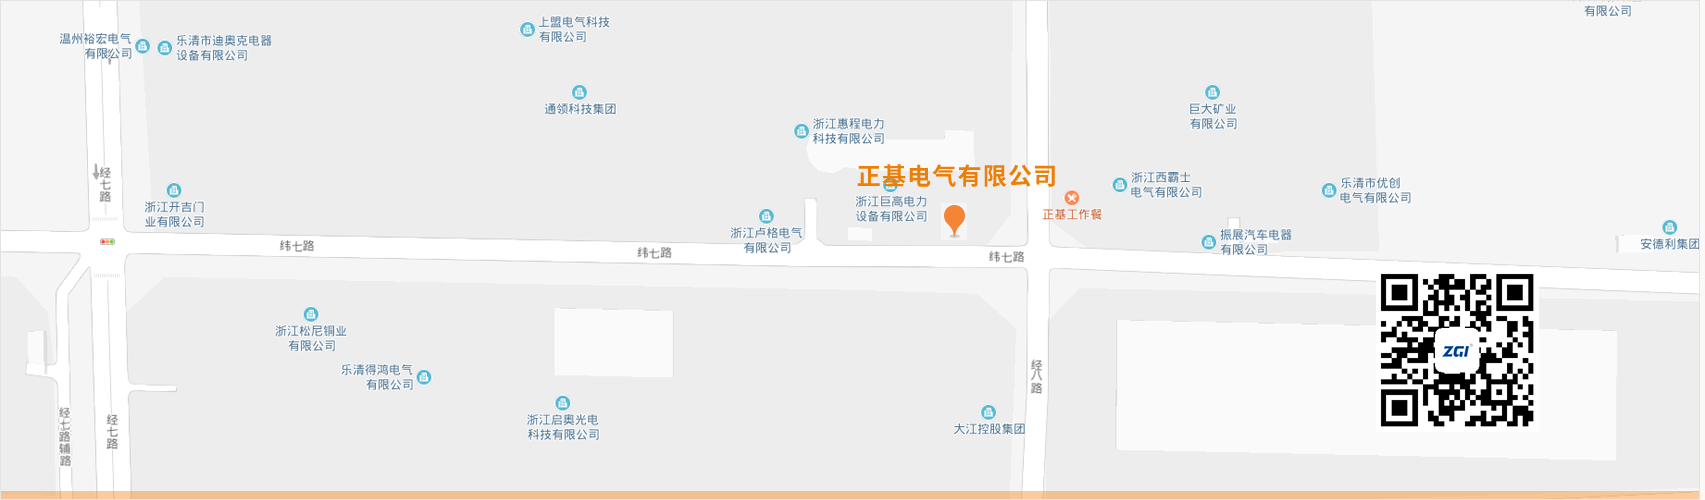 有限公司
上盟电气科技
有限公司
温州裕宏电气
有限公司
乐清市迪奥克电器
设备有限公司
通领科技集团
巨大矿业
有限公司
浙江惠程电力
科技有限公司
正基电气有限公司
经七路
浙江开吉门
业有限公司
浙江巨高电力
设备有限公司
正基工作餐
浙江西霸士
电气有限公司
乐清市优创
电气有限公司
浙江卢格电气
有限公司
振展汽车电器
有限公司
安德利集团
纬七路
纬七路
纬七路
浙江松尼铜业
有限公司
乐清得鸿电气
有限公司
浙江启奥光电
科技有限公司
大江控股集团
经八路
经七路辅路
经七路
ZGI